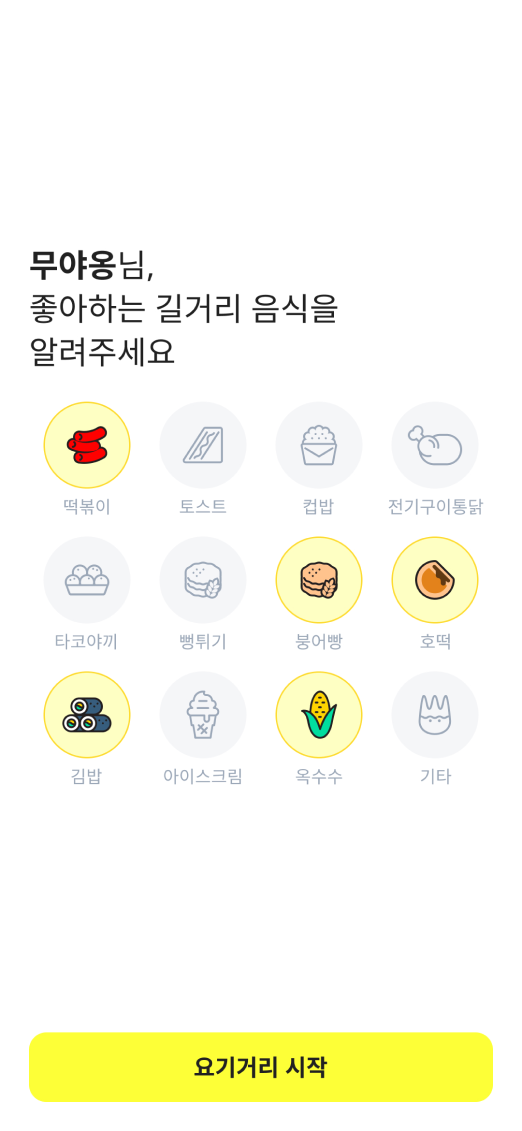 무야옹님,
좋아하는 길거리 음식을
알려주세요
떡볶이 토스트 컵밥 전기구이통닭
타코야끼 뻥튀기 붕어빵 호떡
김밥 아이스크림 옥수수 기타
요기거리 시작